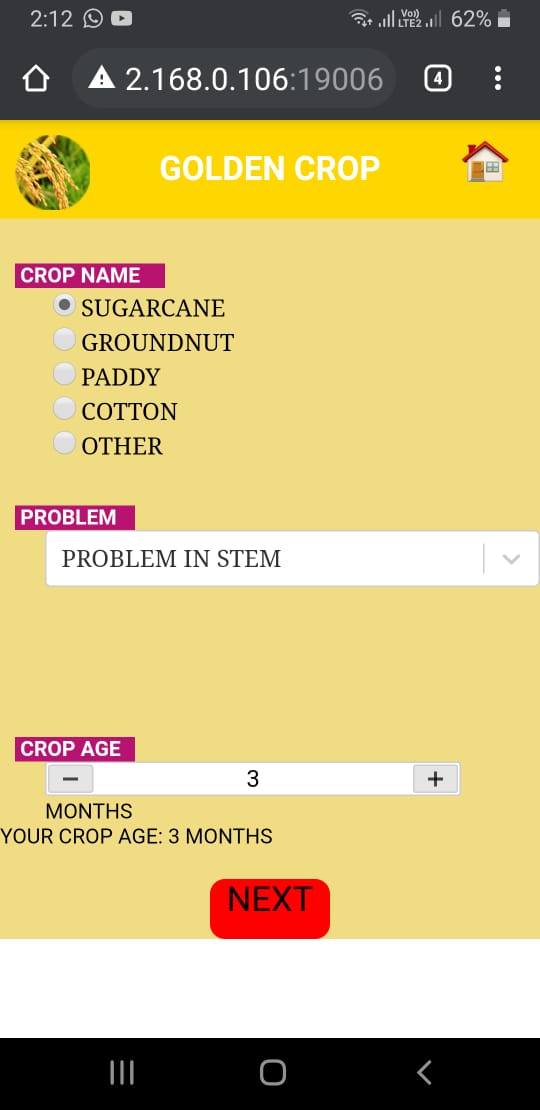 2:12 Vo)) LTE2 62%
2.168.0.106:19006 4
GOLDEN CROP
CROP NAME
SUGARCANE
GROUNDNUT
PADDY
COTTON
OTHER
PROBLEM
PROBLEM IN STEM
CROP AGE
− 3 +
MONTHS
YOUR CROP AGE: 3 MONTHS
NEXT